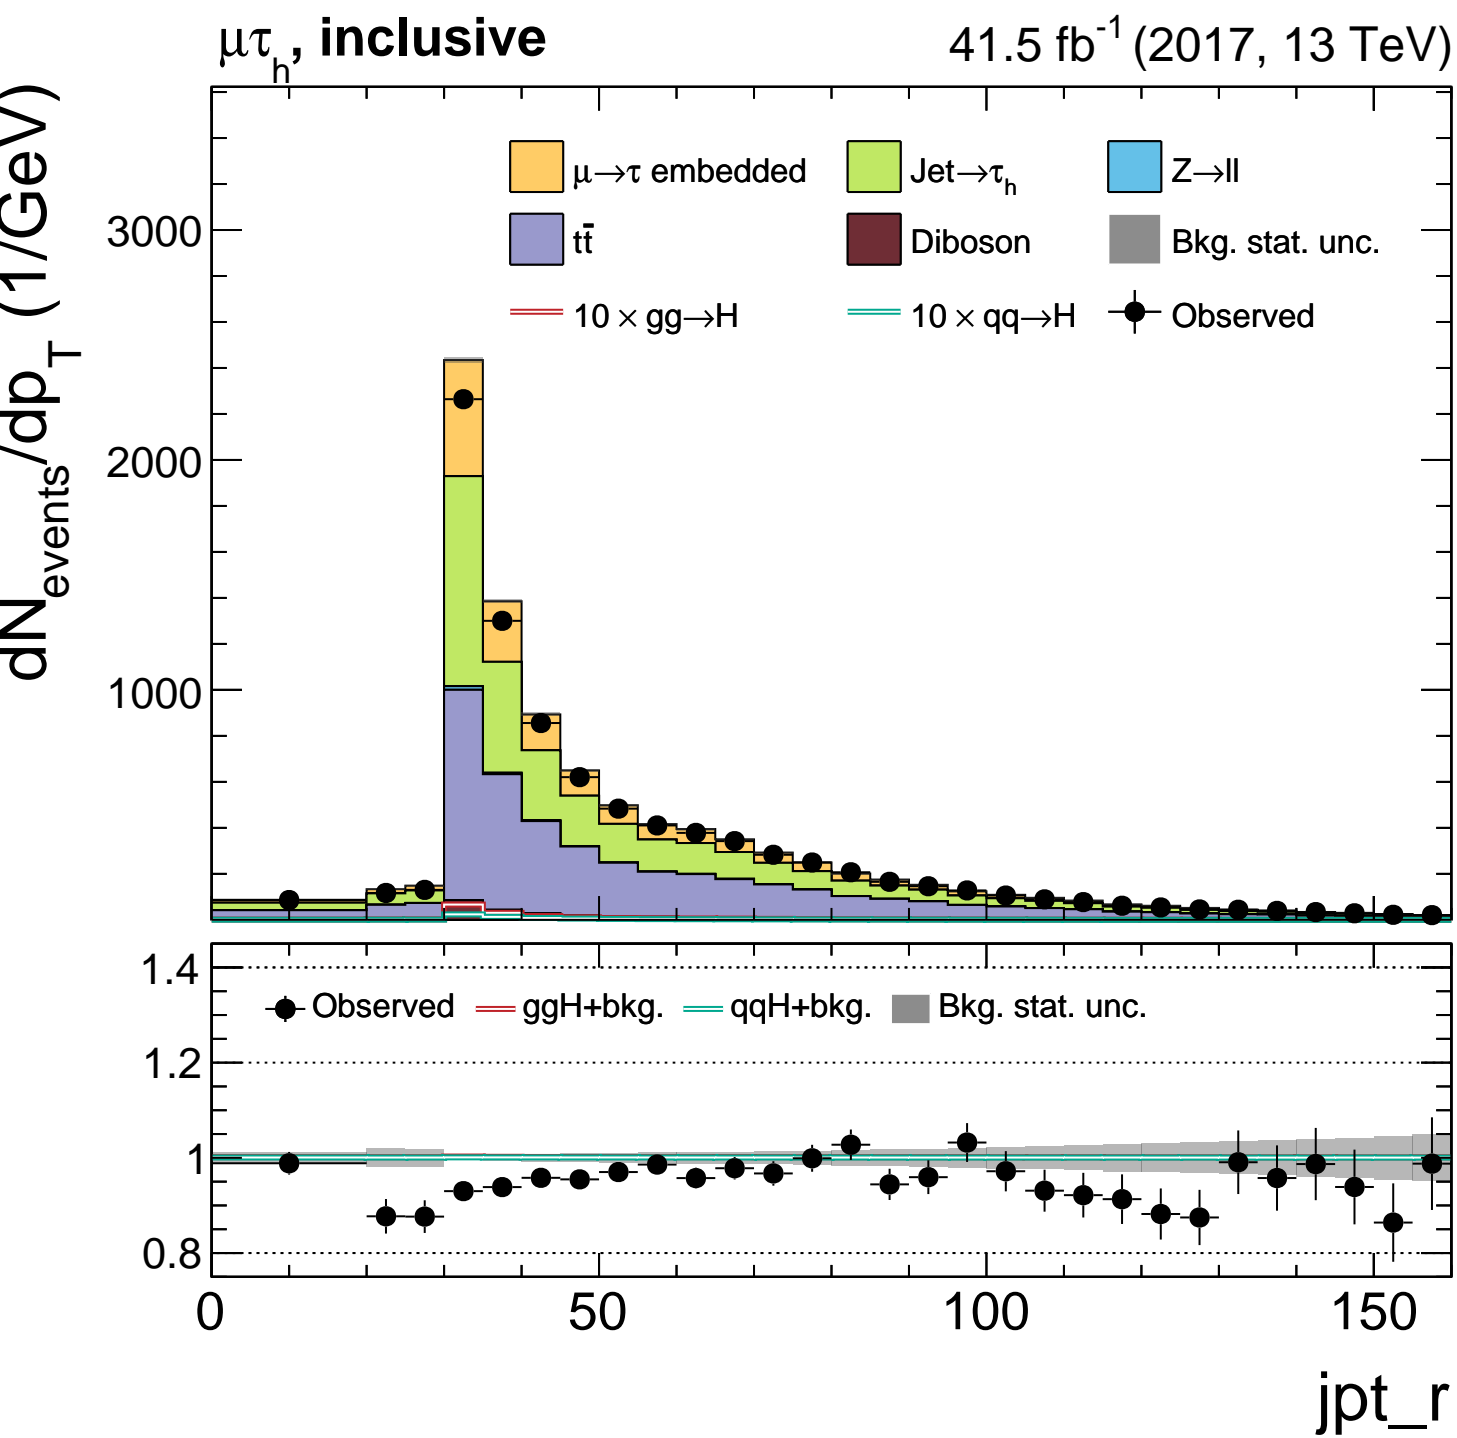 μτh, inclusive 41.5 fb-1 (2017, 13 TeV)
dNevents/dpT (1/GeV)
μ→τ embedded Jet→τh Z→ll
tt̄ Diboson Bkg. stat. unc.
10 × gg→H 10 × qq→H Observed
3000
2000
1000
1.4
Observed ggH+bkg. qqH+bkg. Bkg. stat. unc.
1.2
1
0.8
0 50 100 150
jpt_r